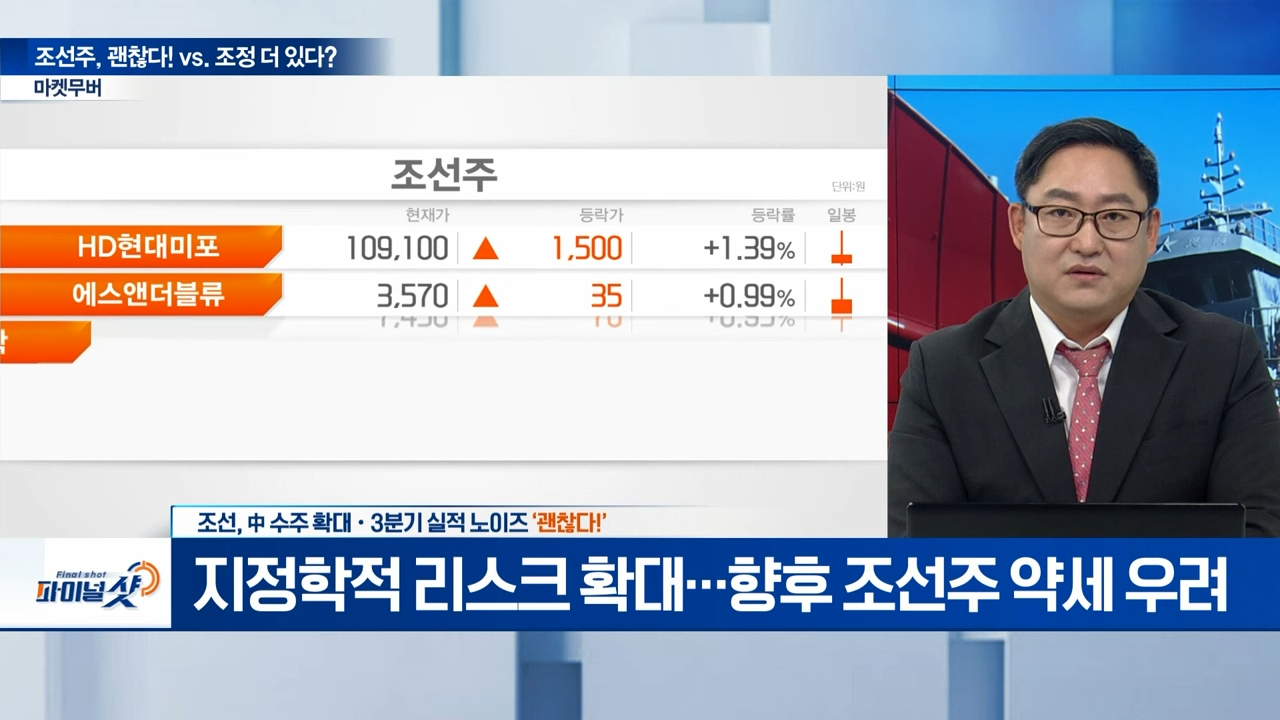 조선주, 괜찮다! vs. 조정 더 있다?
마켓무버
조선주
단위:원
현재가 등락가 등락률 일봉
HD현대미포 109,100 ▲ 1,500 +1.39%
에스앤더블류 3,570 ▲ 35 +0.99%
조선, 中 수주 확대·3분기 실적 노이즈 '괜찮다!'
Final shot
파이널샷
지정학적 리스크 확대…향후 조선주 약세 우려